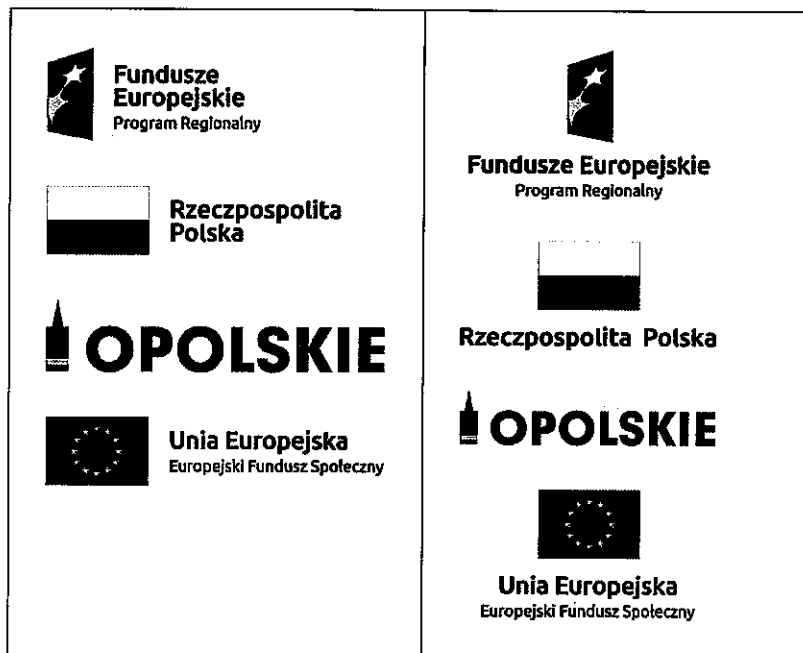 Fundusze
Europejskie
Program Regionalny
Rzeczpospolita
Polska
OPOLSKIE
Unia Europejska
Europejski Fundusz Społeczny
Fundusze Europejskie
Program Regionalny
Rzeczpospolita Polska
OPOLSKIE
Unia Europejska
Europejski Fundusz Społeczny